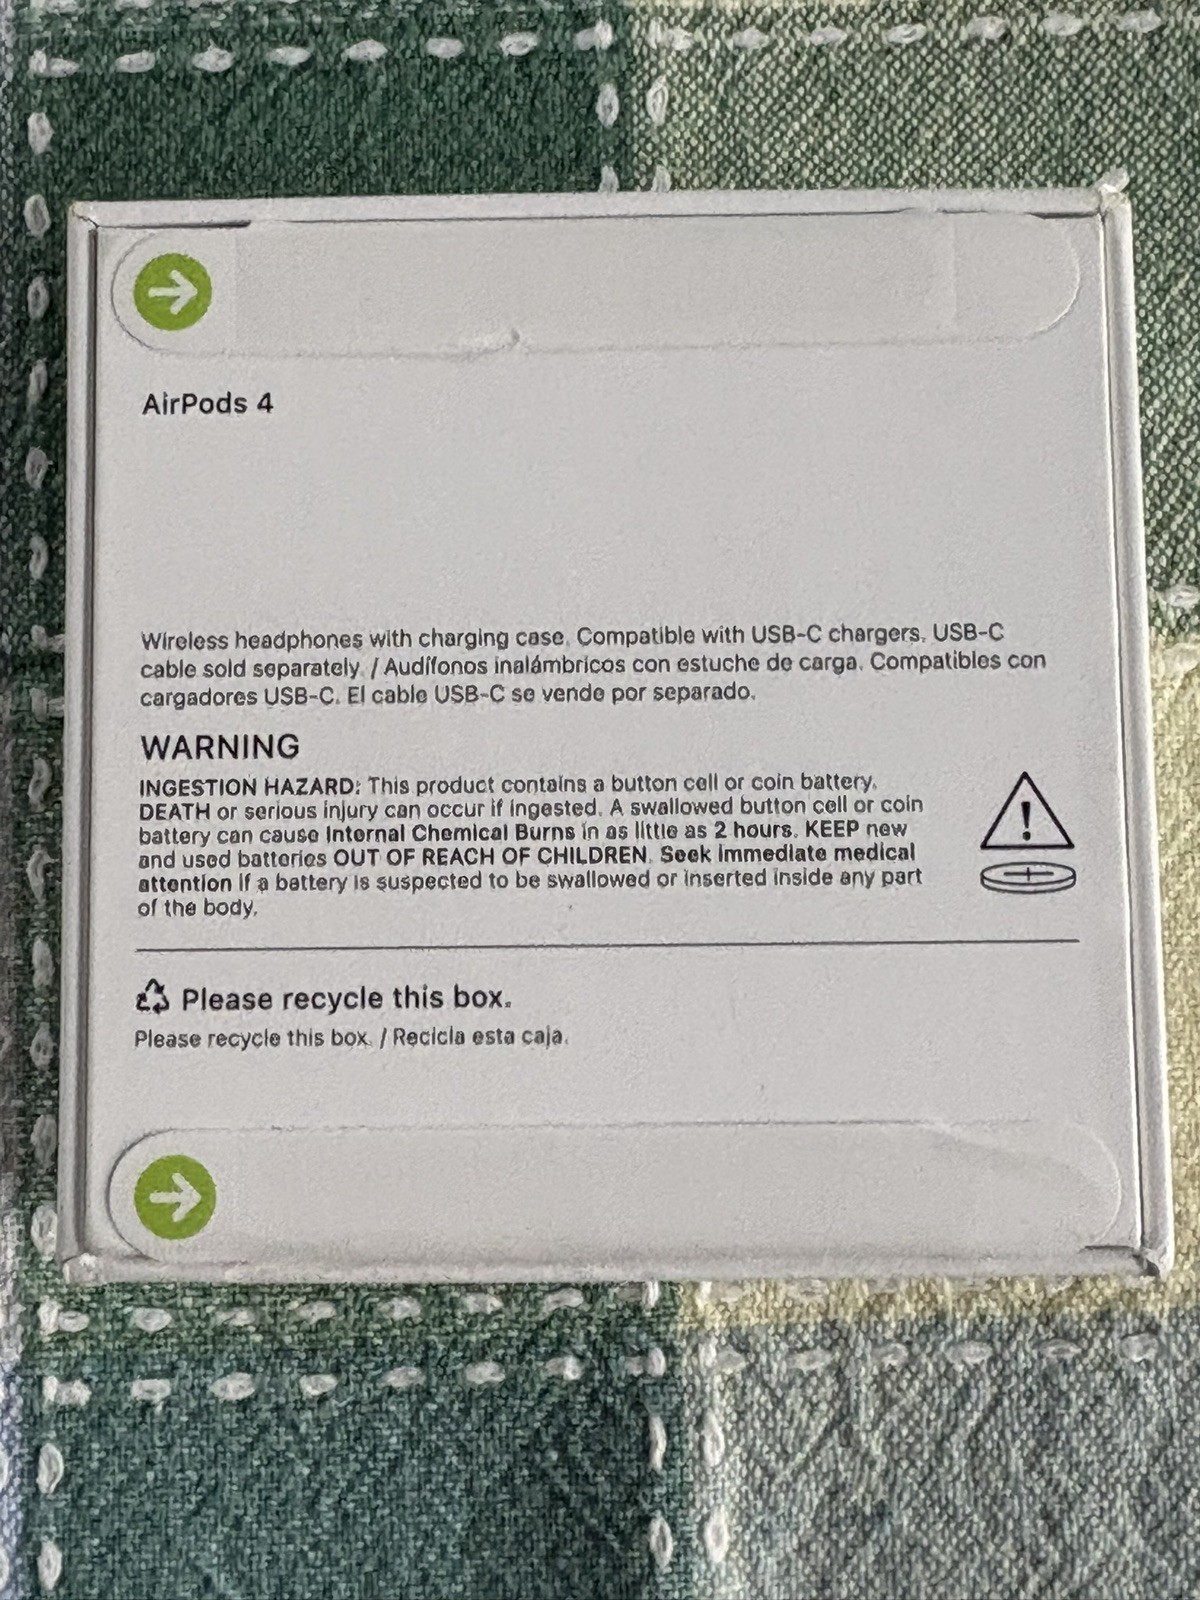 AirPods 4
Wireless headphones with charging case. Compatible with USB-C chargers. USB-C
cable sold separately. / Audífonos inalámbricos con estuche de carga. Compatibles con
cargadores USB-C. El cable USB-C se vende por separado.
WARNING
INGESTION HAZARD: This product contains a button cell or coin battery.
DEATH or serious injury can occur if ingested. A swallowed button cell or coin
battery can cause Internal Chemical Burns in as little as 2 hours. KEEP new
and used batteries OUT OF REACH OF CHILDREN. Seek immediate medical
attention if a battery is suspected to be swallowed or inserted inside any part
of the body.
Please recycle this box.
Please recycle this box. / Recicla esta caja.